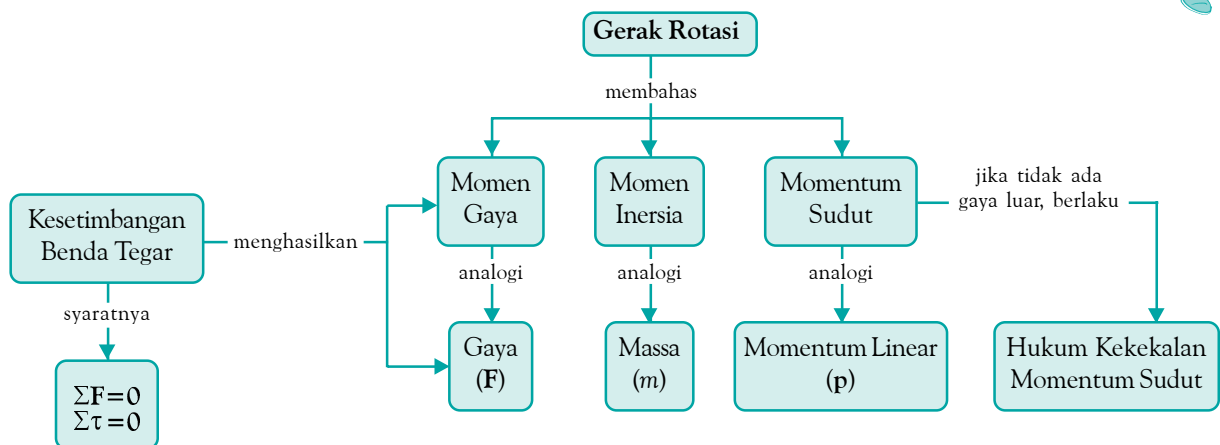 Gerak Rotasi
membahas
Momen
Gaya
Momen
Inersia
Momentum
Sudut
jika tidak ada
gaya luar, berlaku
Kesetimbangan
Benda Tegar
menghasilkan
analogi
analogi
analogi
syaratnya
Gaya
(F)
Massa
(m)
Momentum Linear
(p)
Hukum Kekekalan
Momentum Sudut
ΣF=0
Στ=0